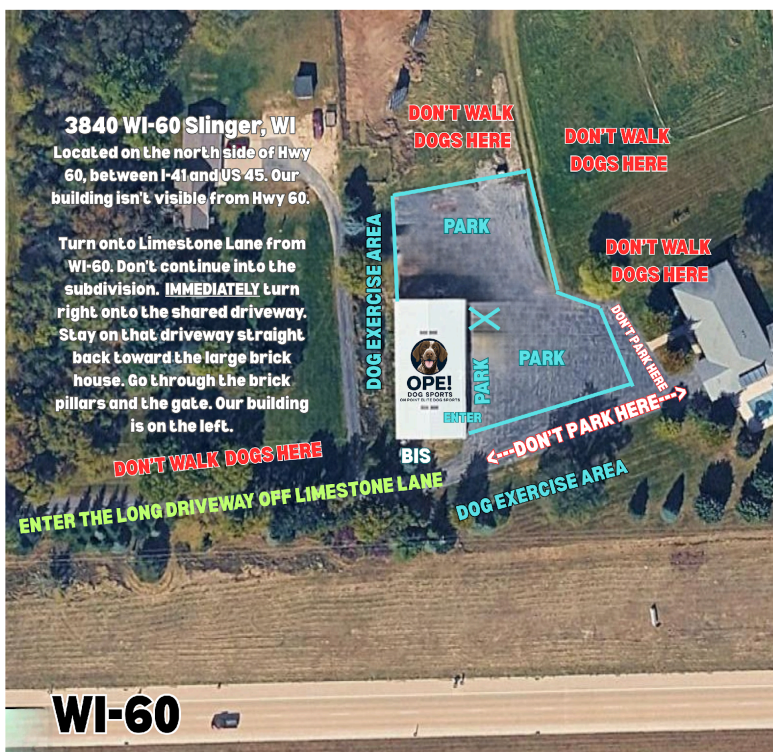 3840 WI-60 Slinger, WI
Located on the north side of Hwy
60, between I-41 and US 45. Our
building isn't visible from Hwy 60.
Turn onto Limestone Lane from
WI-60. Don't continue into the
subdivision. IMMEDIATELY turn
right onto the shared driveway.
Stay on that driveway straight
back toward the large brick
house. Go through the brick
pillars and the gate. Our building
is on the left.
DON'T WALK
DOGS HERE
DON'T WALK
DOGS HERE
DON'T WALK
DOGS HERE
PARK
DOG EXERCISE AREA
OPE!
DOG SPORTS
ON POINT ELITE DOG SPORTS
PARK
PARK
ENTER
DON'T PARK HERE
<---DON'T PARK HERE--->
BIS
DON'T WALK DOGS HERE
ENTER THE LONG DRIVEWAY OFF LIMESTONE LANE
DOG EXERCISE AREA
WI-60